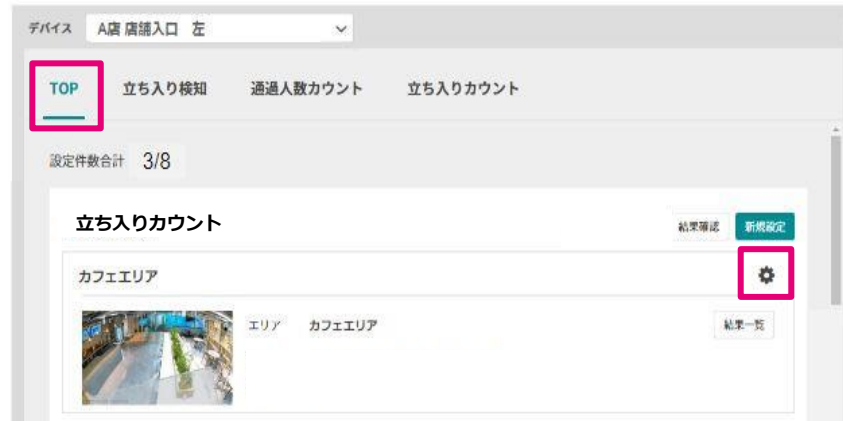 デバイス A店 店舗入口 左
TOP 立ち入り検知 通過人数カウント 立ち入りカウント
設定件数合計 3/8
立ち入りカウント 結果確認 新規設定
カフェエリア
エリア カフェエリア 結果一覧